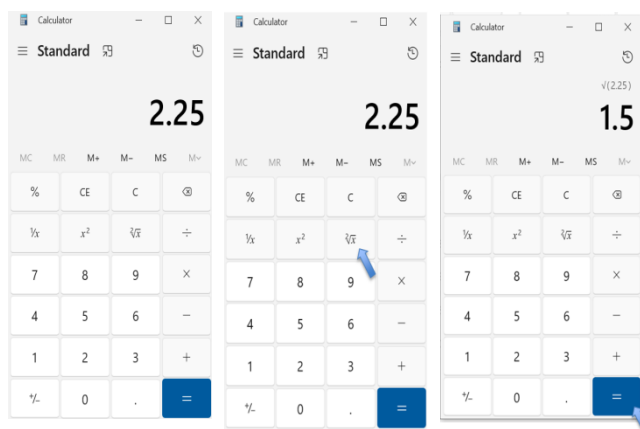 Calculator
Standard
2.25
MC MR M+ M− MS M˅
% CE C
¹/x x² ²√x ÷
7 8 9 ×
4 5 6 −
1 2 3 +
+/− 0 . =
Calculator
Standard
2.25
MC MR M+ M− MS M˅
% CE C
¹/x x² ²√x ÷
7 8 9 ×
4 5 6 −
1 2 3 +
+/− 0 . =
Calculator
Standard
√(2.25)
1.5
MC MR M+ M− MS M˅
% CE C
¹/x x² ²√x ÷
7 8 9 ×
4 5 6 −
1 2 3 +
+/− 0 . =